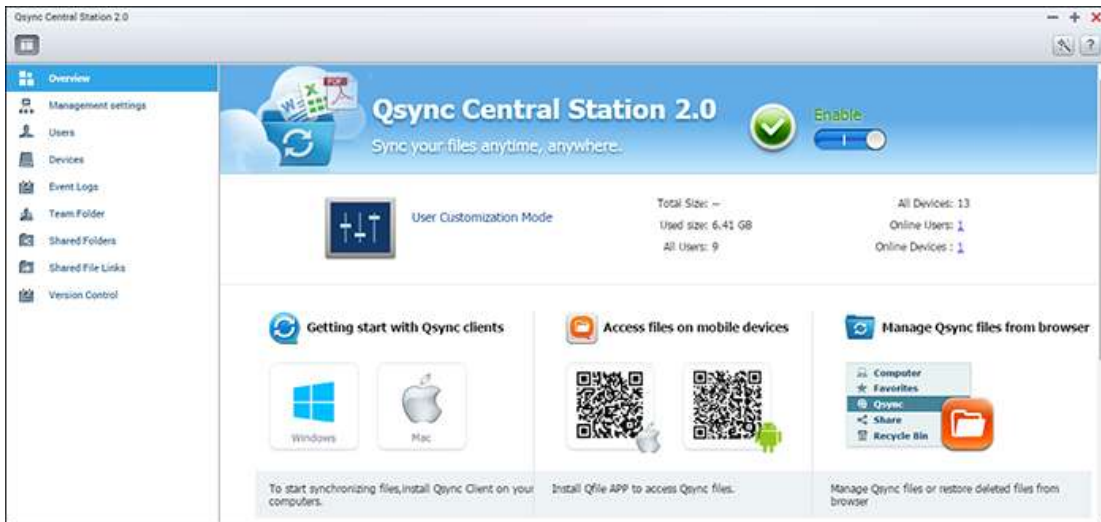 Qsync Central Station 2.0
Overview
Management settings
Users
Devices
Event Logs
Team Folder
Shared Folders
Shared File Links
Version Control
PDF
W
X
Qsync Central Station 2.0
Sync your files anytime, anywhere.
Enable
User Customization Mode
Total Size: --
Used size: 6.41 GB
All Users: 9
All Devices: 13
Online Users: 1
Online Devices : 1
Getting start with Qsync clients
Windows
Mac
To start synchronizing files,install Qsync Client on your
computers.
Access files on mobile devices
Install Qfile APP to access Qsync files.
Manage Qsync files from browser
Computer
Favorites
Qsync
Share
Recycle Bin
Manage Qsync files or restore deleted files from
browser